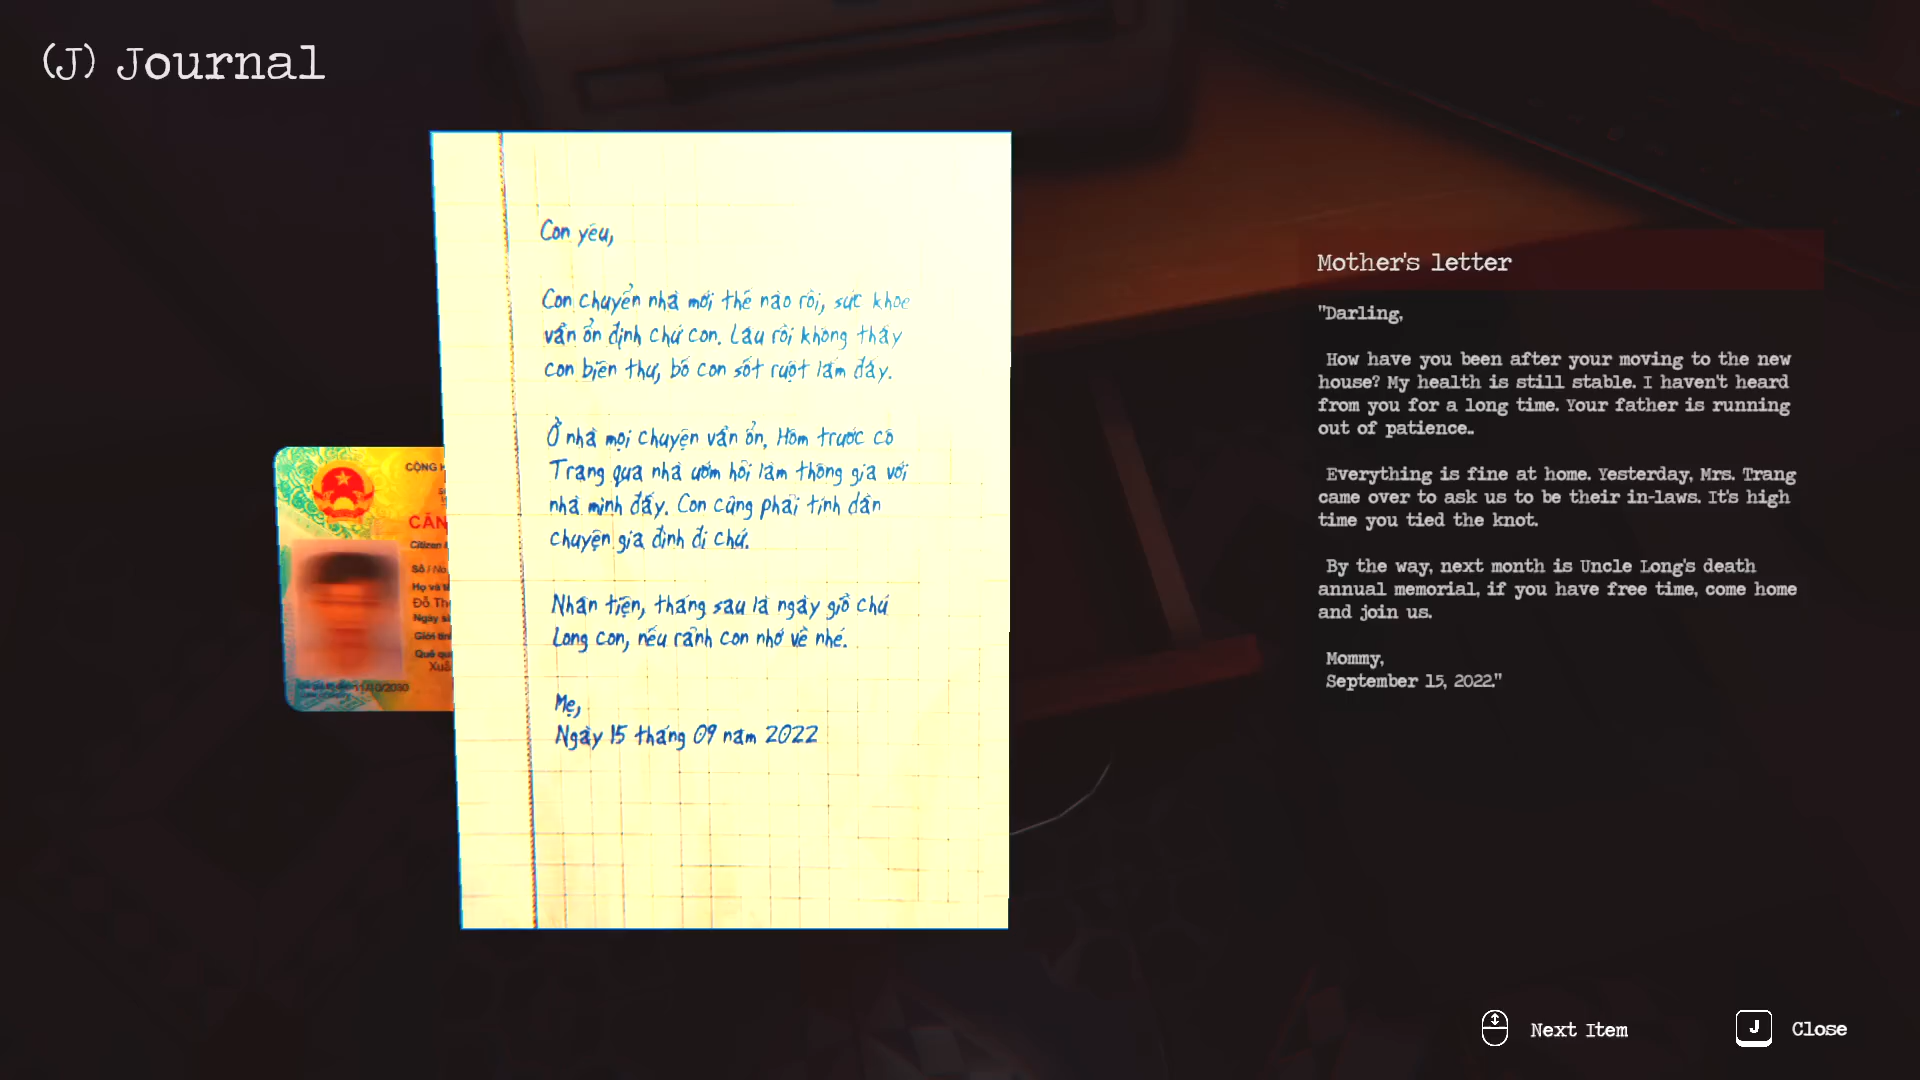 (J) Journal
Con yêu,
Con chuyển nhà mới thế nào rồi, sức khoẻ
vẫn ổn định chứ con. Lâu rồi không thấy
con biên thư, bố con sốt ruột lắm đấy.
Ở nhà mọi chuyện vẫn ổn, Hôm trước cô
Trang qua nhà ướm hỏi làm thông gia với
nhà mình đấy. Con cũng phải tính dần
chuyện gia đình đi chứ.
Nhân tiện, tháng sau là ngày giỗ chú
Long con, nếu rảnh con nhớ về nhé.
Mẹ,
Ngày 15 tháng 09 năm 2022
CỘNG H
CĂN
Citizen
Số / No
Họ và tê
Đỗ Th
Ngày si
Giới tính
Quê qu
Xuâ
11/10/2030
Mother's letter
"Darling,
How have you been after your moving to the new
house? My health is still stable. I haven't heard
from you for a long time. Your father is running
out of patience..
Everything is fine at home. Yesterday, Mrs. Trang
came over to ask us to be their in-laws. It's high
time you tied the knot.
By the way, next month is Uncle Long's death
annual memorial, if you have free time, come home
and join us.
Mommy,
September 15, 2022."
Next Item
J Close